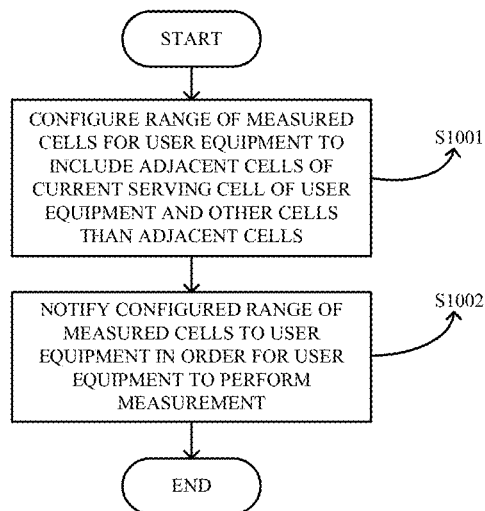 START
CONFIGURE RANGE OF MEASURED
CELLS FOR USER EQUIPMENT TO
INCLUDE ADJACENT CELLS OF
CURRENT SERVING CELL OF USER
EQUIPMENT AND OTHER CELLS
THAN ADJACENT CELLS
S1001
NOTIFY CONFIGURED RANGE OF
MEASURED CELLS TO USER
EQUIPMENT IN ORDER FOR USER
EQUIPMENT TO PERFORM
MEASUREMENT
S1002
END